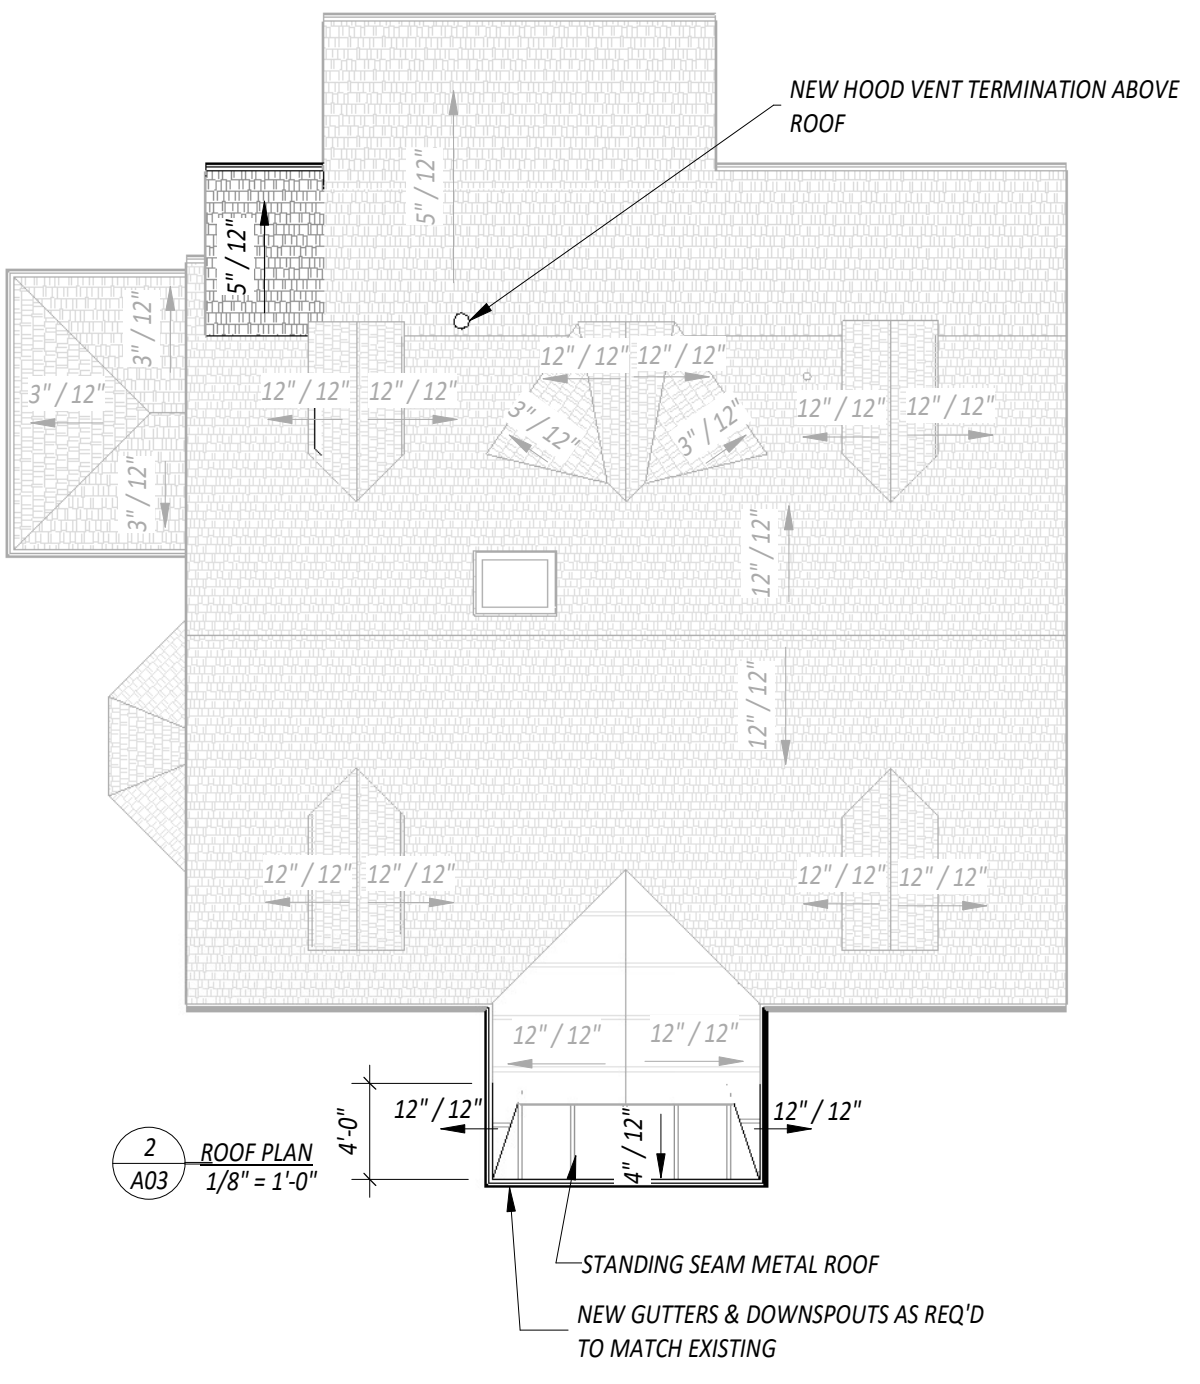 NEW HOOD VENT TERMINATION ABOVE
ROOF
5" / 12"
5" / 12"
3" / 12"
3" / 12"
3" / 12"
12" / 12"
12" / 12"
12" / 12"
12" / 12"
3" / 12"
3" / 12"
12" / 12"
12" / 12"
12" / 12"
12" / 12"
12" / 12"
12" / 12"
12" / 12"
12" / 12"
12" / 12"
12" / 12"
4'-0"
12" / 12"
4" / 12"
12" / 12"
2
A03
ROOF PLAN
1/8" = 1'-0"
STANDING SEAM METAL ROOF
NEW GUTTERS & DOWNSPOUTS AS REQ'D
TO MATCH EXISTING